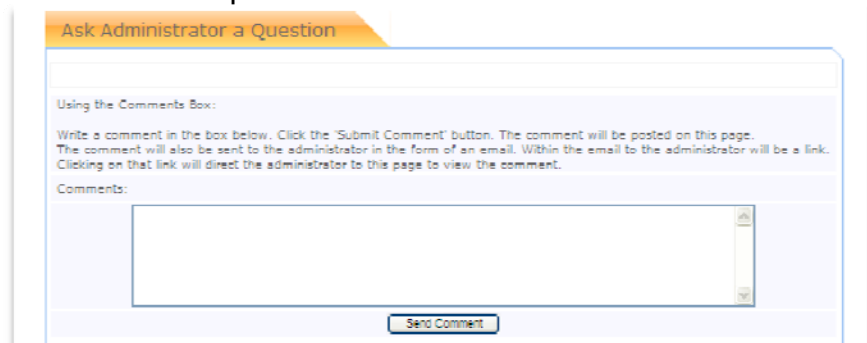 Ask Administrator a Question
Using the Comments Box:
Write a comment in the box below. Click the 'Submit Comment' button. The comment will be posted on this page.
The comment will also be sent to the administrator in the form of an email. Within the email to the administrator will be a link.
Clicking on that link will direct the administrator to this page to view the comment.
Comments:
Send Comment